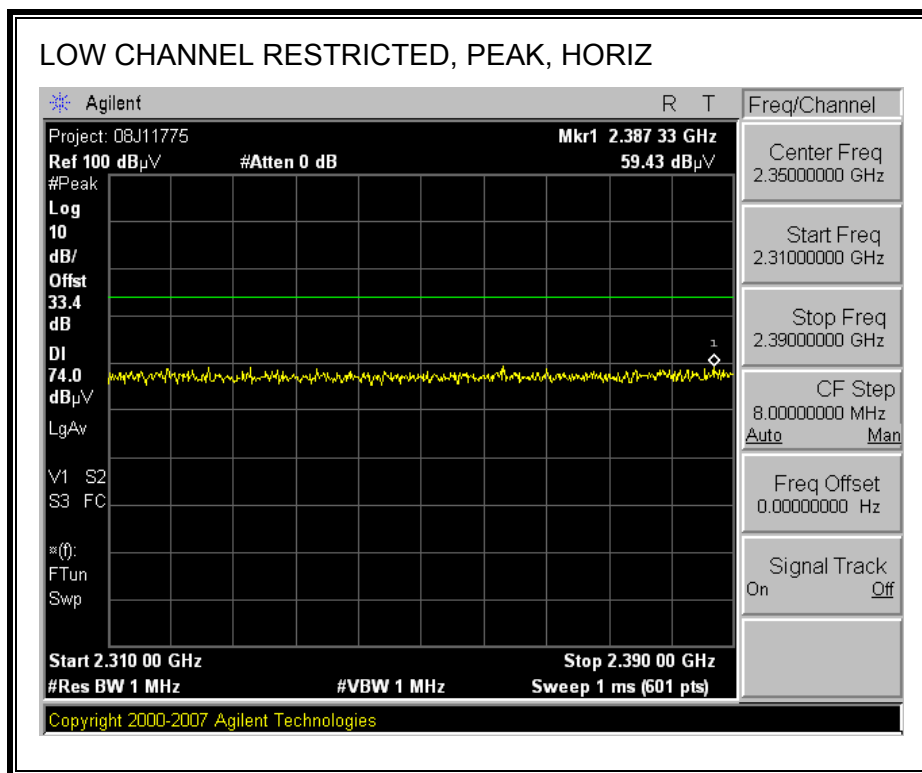 LOW CHANNEL RESTRICTED, PEAK, HORIZ
Agilent R T
Project: 08J11775 Mkr1 2.387 33 GHz
Ref 100 dBµV #Atten 0 dB 59.43 dBµV
#Peak
Log
10
dB/
Offst
33.4
dB
DI
74.0
dBµV
LgAv
V1 S2
S3 FC
¤(f):
FTun
Swp
1
Start 2.310 00 GHz Stop 2.390 00 GHz
#Res BW 1 MHz #VBW 1 MHz Sweep 1 ms (601 pts)
Copyright 2000-2007 Agilent Technologies
Freq/Channel
Center Freq
2.35000000 GHz
Start Freq
2.31000000 GHz
Stop Freq
2.39000000 GHz
CF Step
8.00000000 MHz
Auto Man
Freq Offset
0.00000000 Hz
Signal Track
On Off